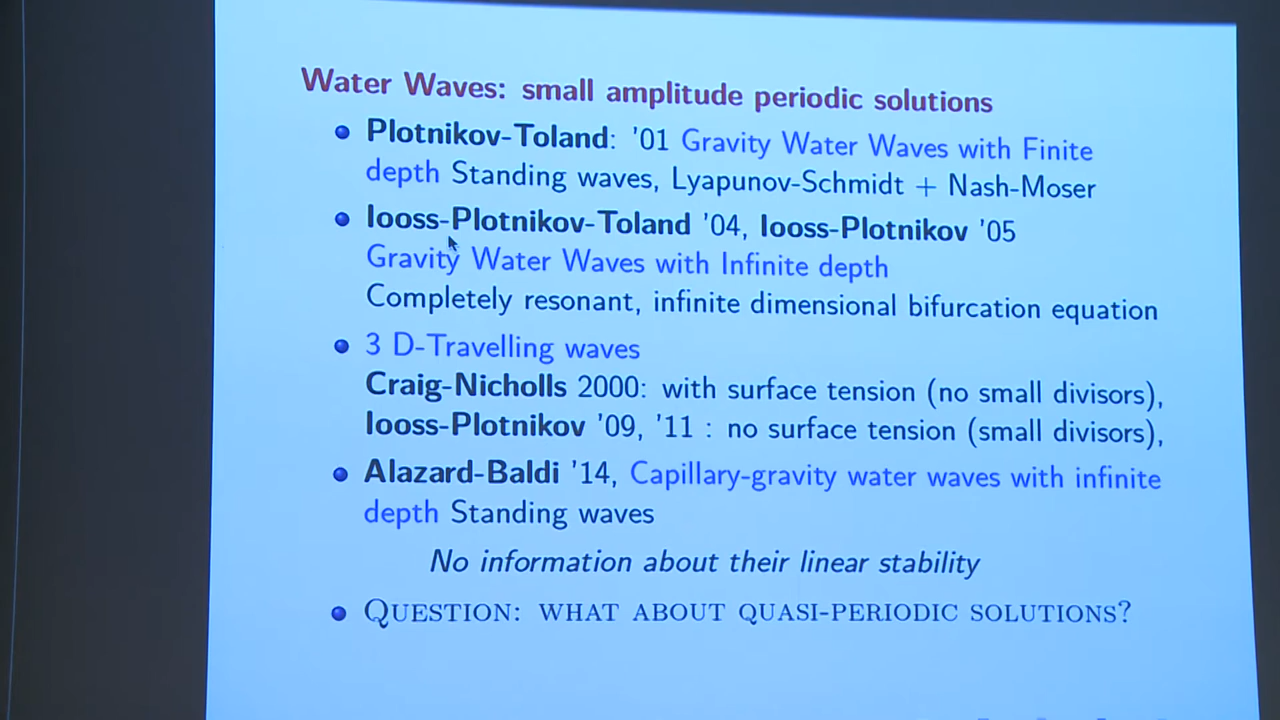 Water Waves: small amplitude periodic solutions
Plotnikov-Toland: '01 Gravity Water Waves with Finite
depth Standing waves, Lyapunov-Schmidt + Nash-Moser
Iooss-Plotnikov-Toland '04, Iooss-Plotnikov '05
Gravity Water Waves with Infinite depth
Completely resonant, infinite dimensional bifurcation equation
3 D-Travelling waves
Craig-Nicholls 2000: with surface tension (no small divisors),
Iooss-Plotnikov '09, '11 : no surface tension (small divisors),
Alazard-Baldi '14, Capillary-gravity water waves with infinite
depth Standing waves
No information about their linear stability
QUESTION: WHAT ABOUT QUASI-PERIODIC SOLUTIONS?